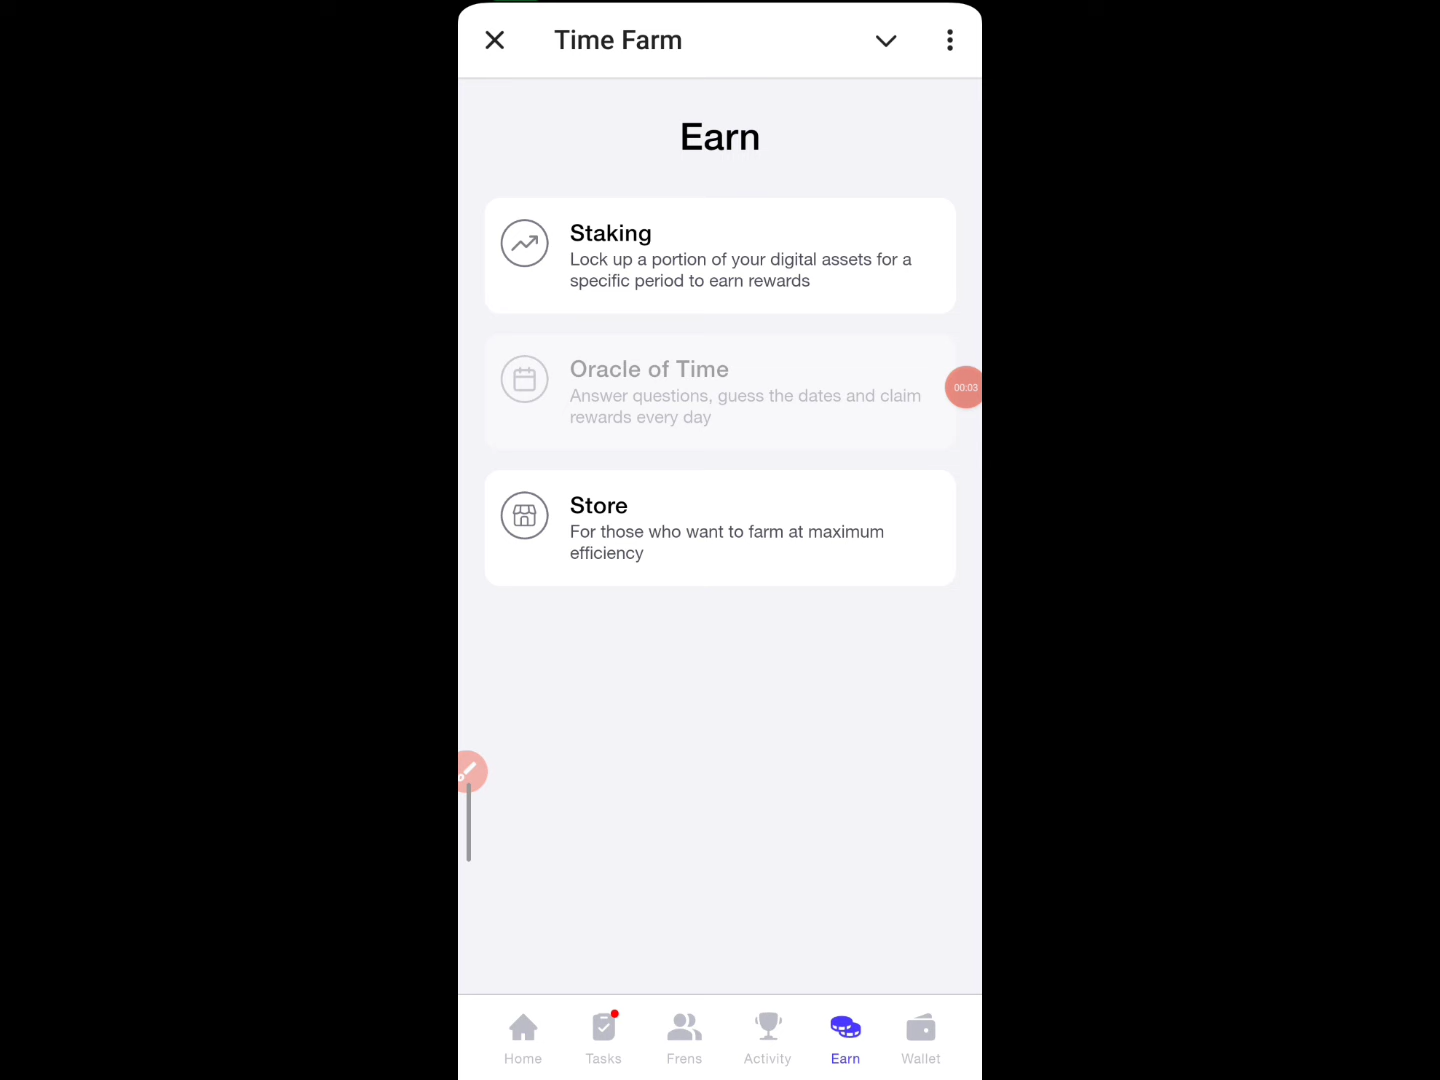 Time Farm
Earn
Staking
Lock up a portion of your digital assets for a
specific period to earn rewards
Oracle of Time
Answer questions, guess the dates and claim
rewards every day
00:03
Store
For those who want to farm at maximum
efficiency
Home Tasks Frens Activity Earn Wallet